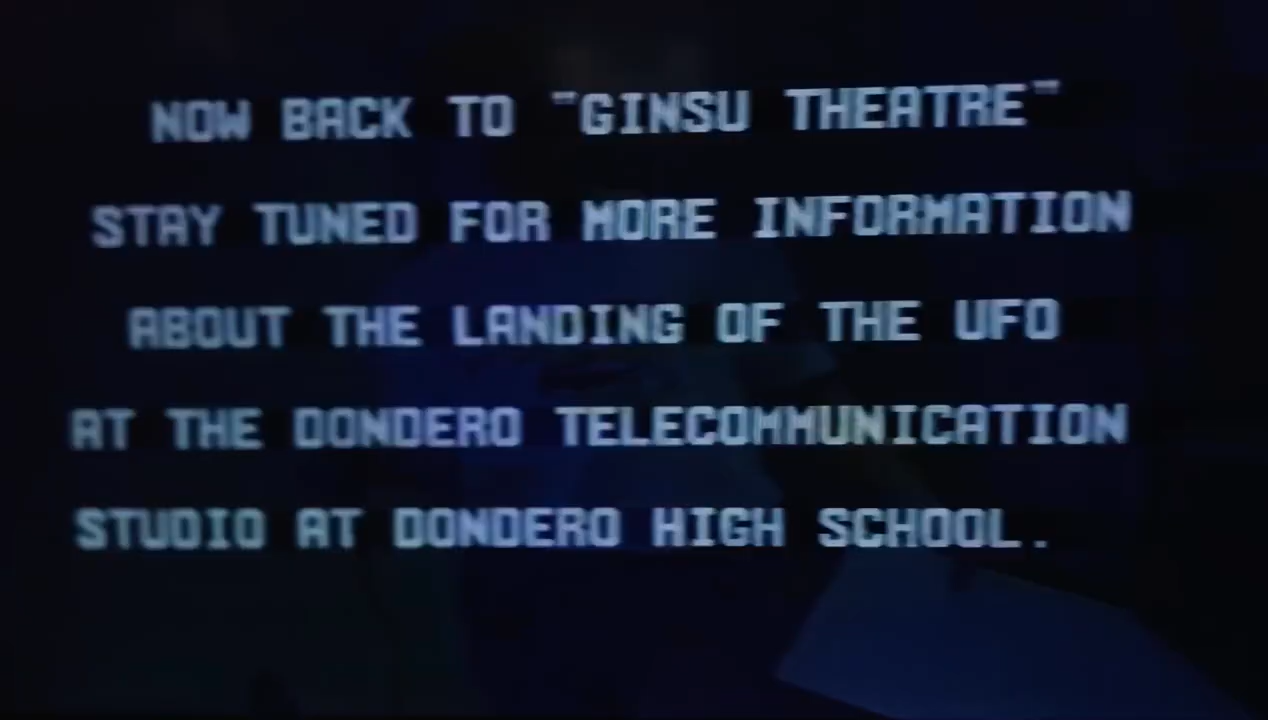 NOW BACK TO "GINSU THEATRE"
STAY TUNED FOR MORE INFORMATION
ABOUT THE LANDING OF THE UFO
AT THE DONDERO TELECOMMUNICATION
STUDIO AT DONDERO HIGH SCHOOL.